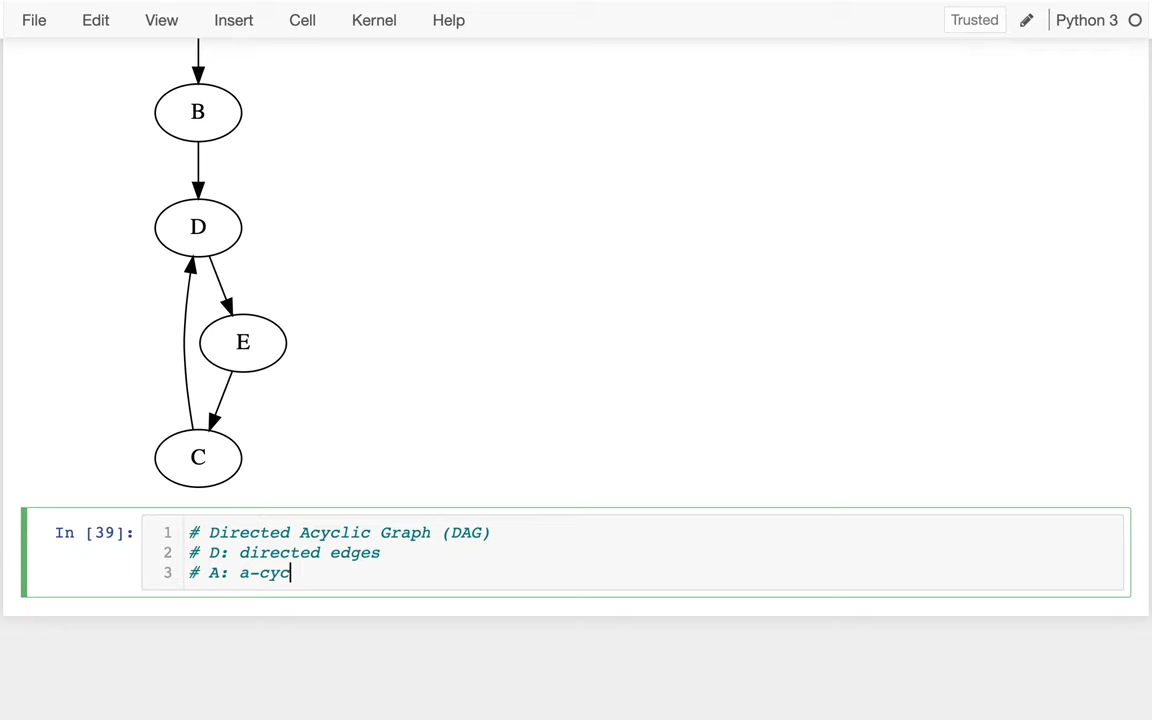 File Edit View Insert Cell Kernel Help Trusted Python 3
B
D
E
C
In [39]:
1 # Directed Acyclic Graph (DAG)
2 # D: directed edges
3 # A: a-cyc